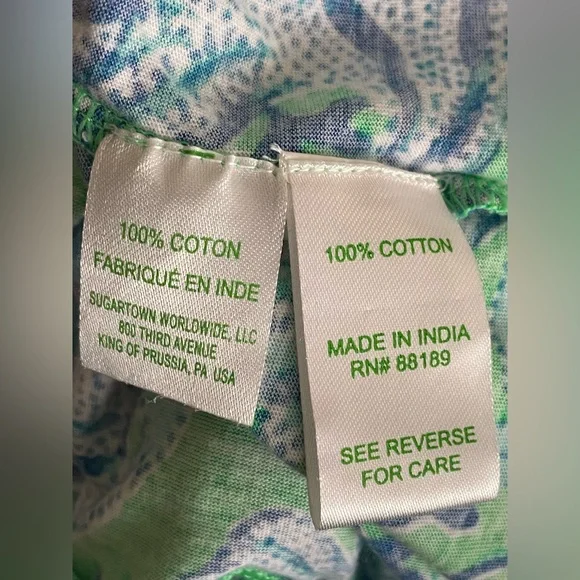 100% COTON
FABRIQUÉ EN INDE
SUGARTOWN WORLDWIDE, LLC
800 THIRD AVENUE
KING OF PRUSSIA, PA USA
100% COTTON
MADE IN INDIA
RN# 88189
SEE REVERSE
FOR CARE